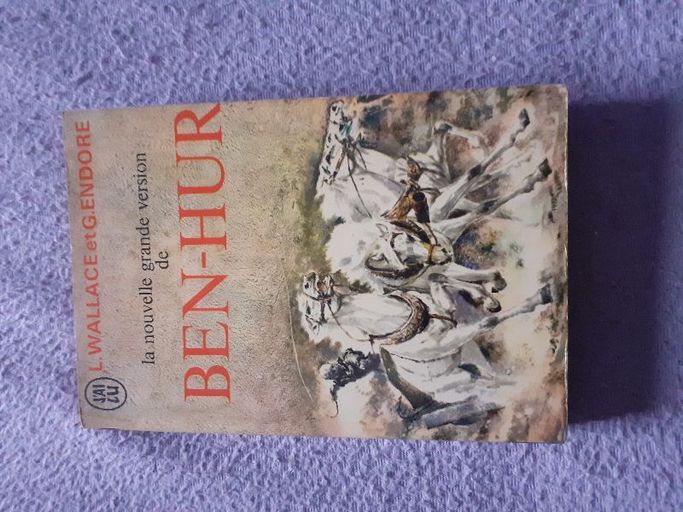 L.WALLACE et G.ENDORE
J'AI
LU
la nouvelle grande version
de
BEN-HUR